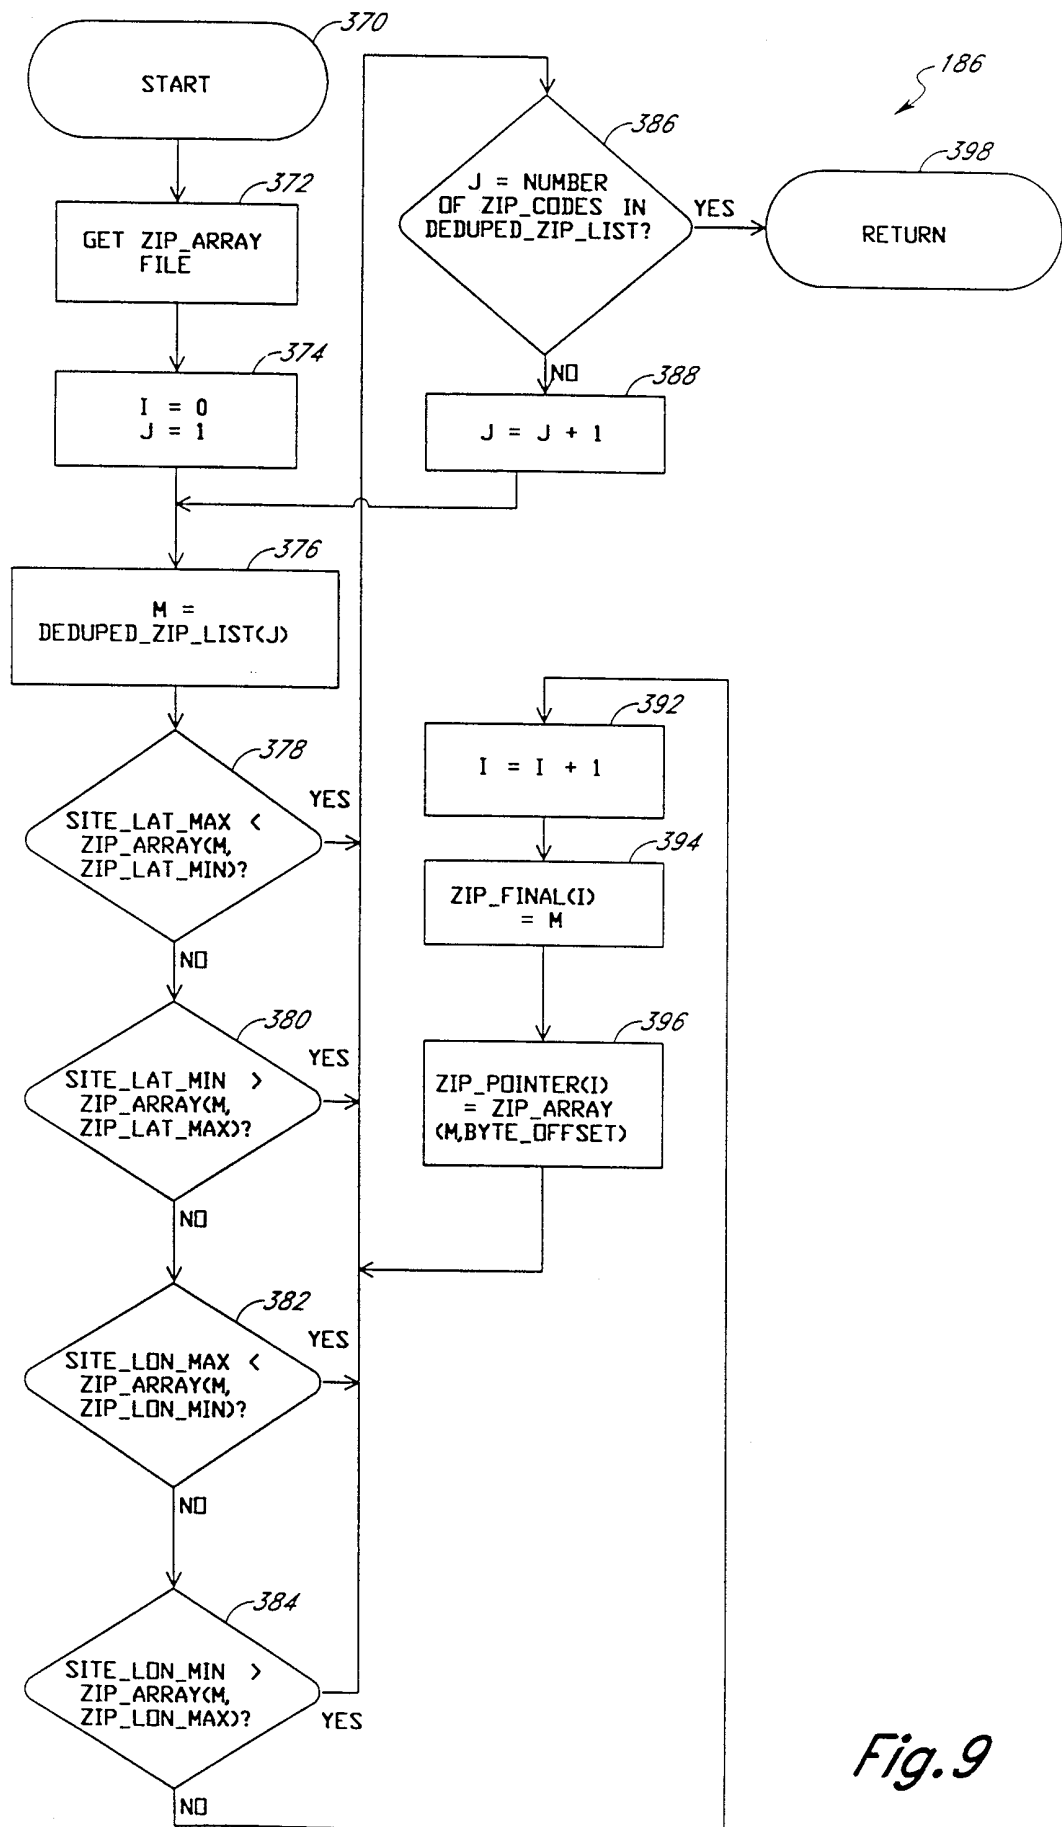 370
START
372
GET ZIP_ARRAY
FILE
374
I = 0
J = 1
376
M =
DEDUPED_ZIP_LIST(J)
378
SITE_LAT_MAX <
ZIP_ARRAY(M,
ZIP_LAT_MIN)?
YES
NO
380
SITE_LAT_MIN >
ZIP_ARRAY(M,
ZIP_LAT_MAX)?
YES
NO
382
SITE_LON_MAX <
ZIP_ARRAY(M,
ZIP_LON_MIN)?
YES
NO
384
SITE_LON_MIN >
ZIP_ARRAY(M,
ZIP_LON_MAX)?
YES
NO
386
J = NUMBER
OF ZIP_CODES IN
DEDUPED_ZIP_LIST?
YES
NO
388
J = J + 1
392
I = I + 1
394
ZIP_FINAL(I)
= M
396
ZIP_POINTER(I)
= ZIP_ARRAY
(M,BYTE_OFFSET)
186
398
RETURN
Fig. 9